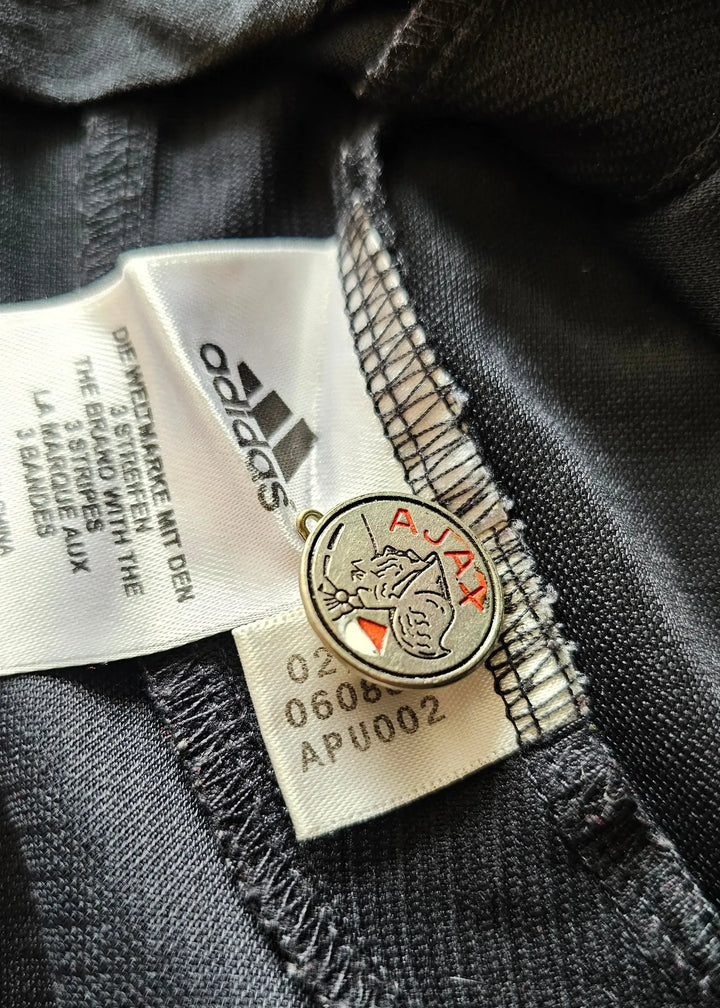 adidas
DIE WELTMARKE MIT DEN
3 STREIFEN
THE BRAND WITH THE
3 STRIPES
LA MARQUE AUX
3 BANDES
AJAX
APU002